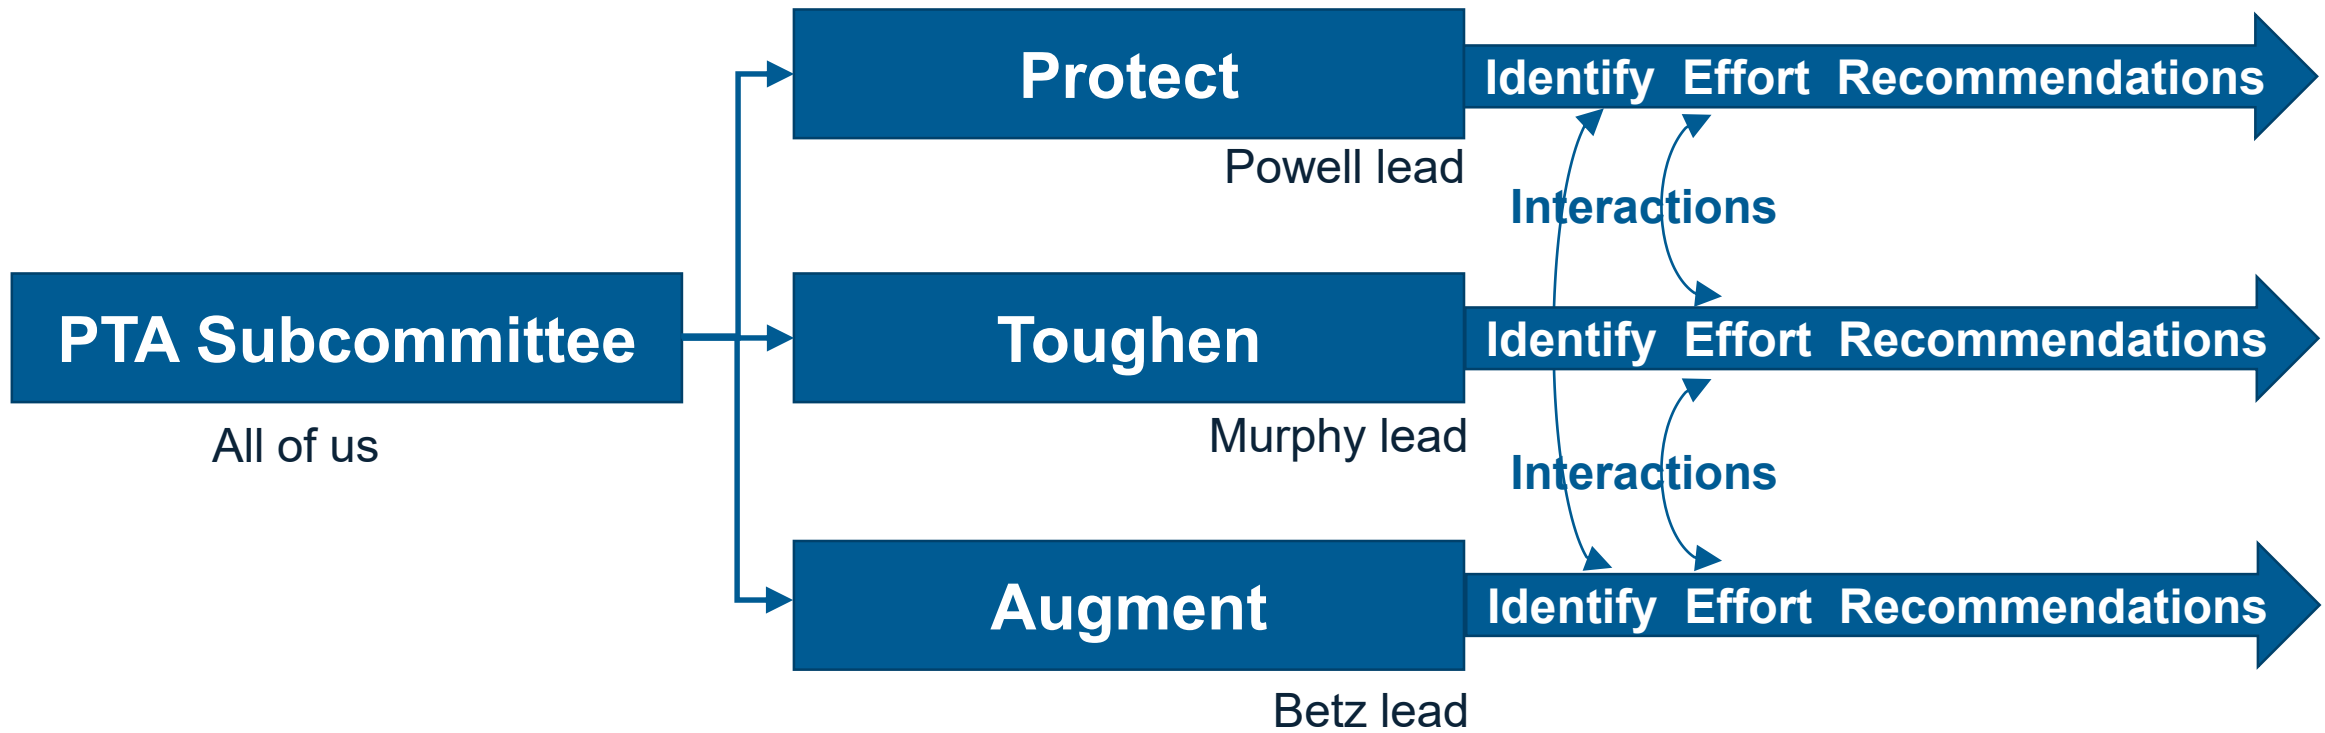 Protect
Identify Effort Recommendations
Powell lead
Interactions
PTA Subcommittee
Toughen
Identify Effort Recommendations
All of us
Murphy lead
Interactions
Augment
Identify Effort Recommendations
Betz lead